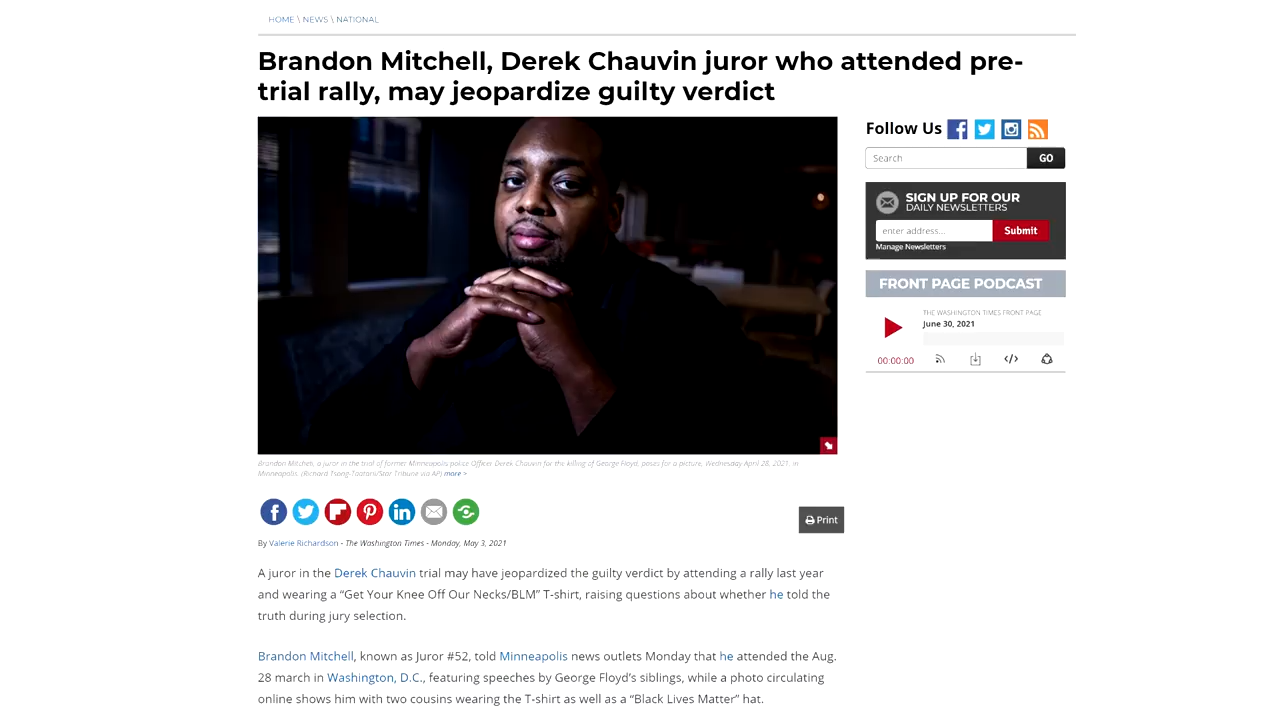 HOME \ NEWS \ NATIONAL
Brandon Mitchell, Derek Chauvin juror who attended pre-
trial rally, may jeopardize guilty verdict
Follow Us
Search
GO
SIGN UP FOR OUR
DAILY NEWSLETTERS
enter address...
Submit
Manage Newsletters
FRONT PAGE PODCAST
THE WASHINGTON TIMES FRONT PAGE
June 30, 2021
00:00:00
Brandon Mitchell, a juror in the trial of former Minneapolis police Officer Derek Chauvin for the killing of George Floyd, poses for a picture, Wednesday April 28, 2021, in
Minneapolis. (Richard Tsong-Taatarii/Star Tribune via AP) more >
Print
By Valerie Richardson - The Washington Times - Monday, May 3, 2021
A juror in the Derek Chauvin trial may have jeopardized the guilty verdict by attending a rally last year
and wearing a “Get Your Knee Off Our Necks/BLM” T-shirt, raising questions about whether he told the
truth during jury selection.
Brandon Mitchell, known as Juror #52, told Minneapolis news outlets Monday that he attended the Aug.
28 march in Washington, D.C., featuring speeches by George Floyd’s siblings, while a photo circulating
online shows him with two cousins wearing the T-shirt as well as a “Black Lives Matter” hat.